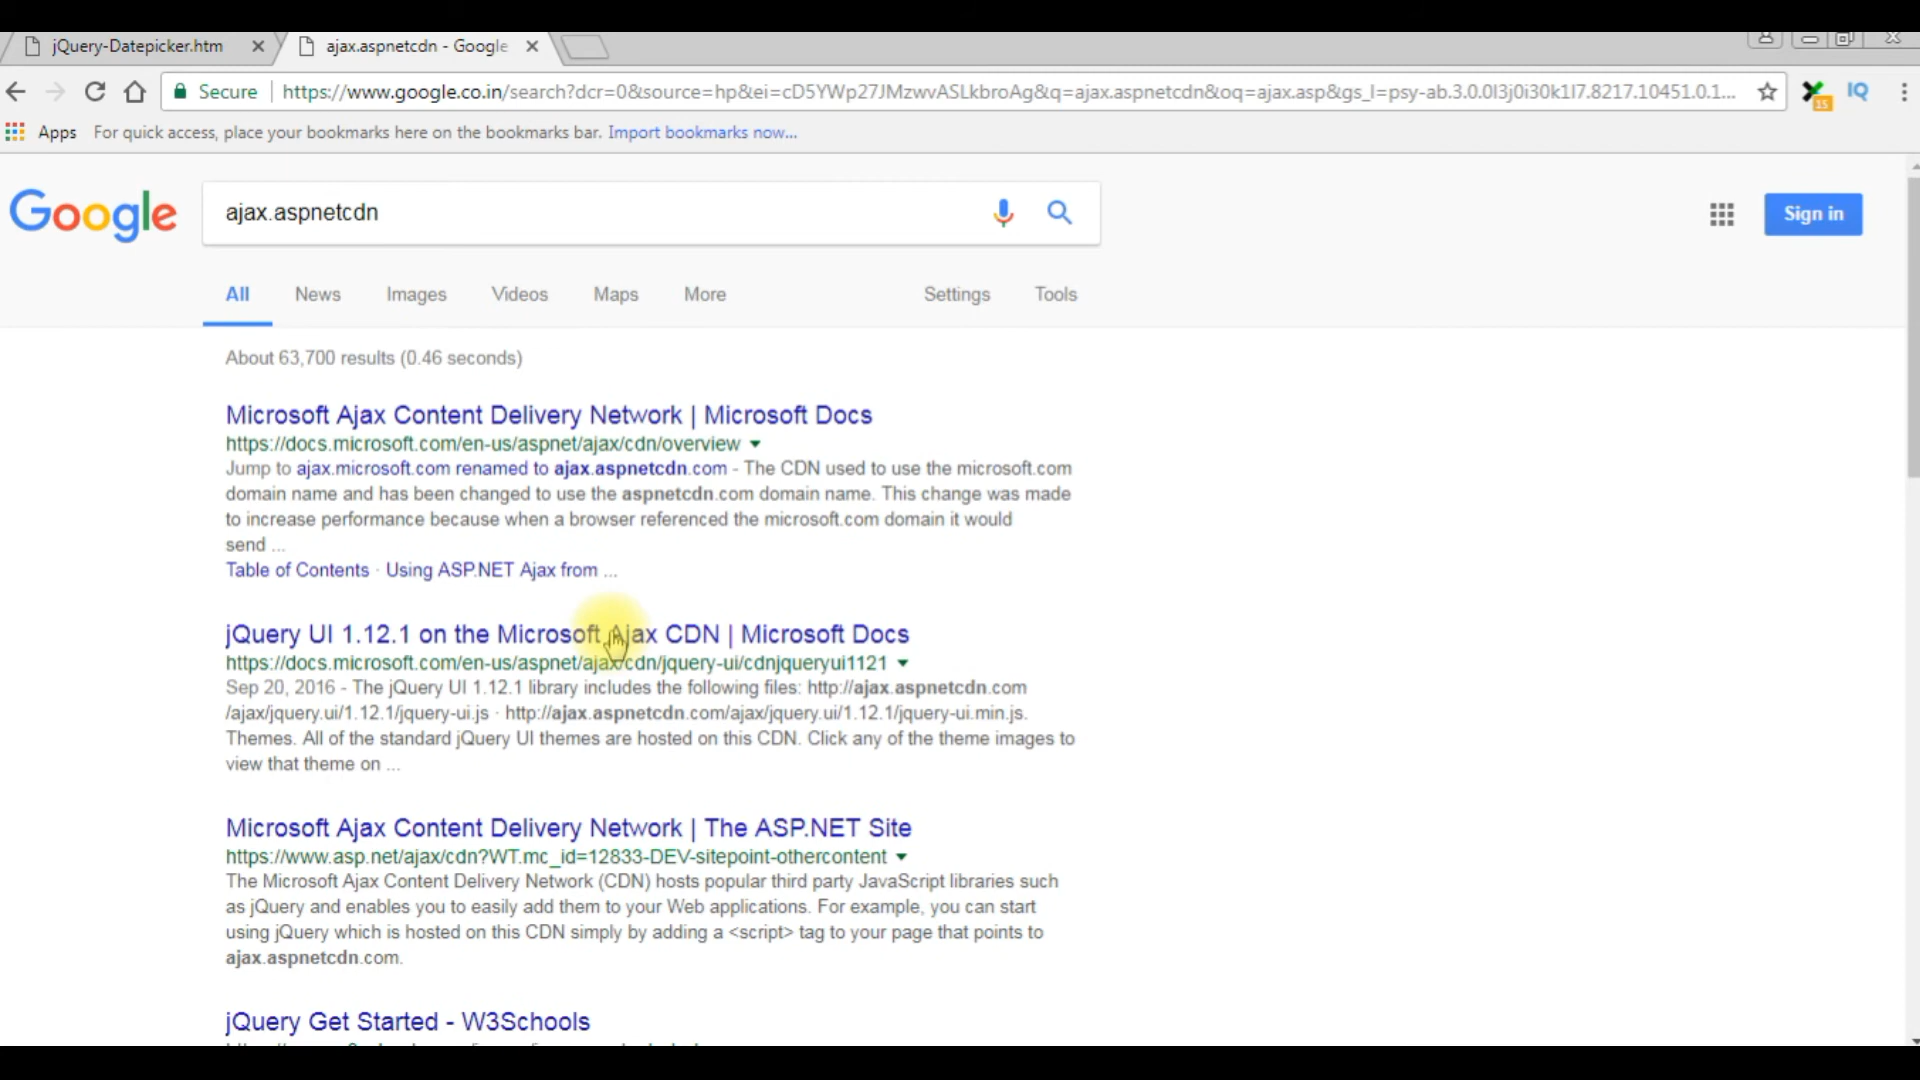 jQuery-Datepicker.htm
ajax.aspnetcdn - Google
Secure https://www.google.co.in/search?dcr=0&source=hp&ei=cD5YWp27JMzwvASLkbroAg&q=ajax.aspnetcdn&oq=ajax.asp&gs_l=psy-ab.3.0.0l3j0i30k1l7.8217.10451.0.1...
15
IQ
Apps For quick access, place your bookmarks here on the bookmarks bar. Import bookmarks now...
Google
ajax.aspnetcdn
Sign in
All News Images Videos Maps More Settings Tools
About 63,700 results (0.46 seconds)
Microsoft Ajax Content Delivery Network | Microsoft Docs
https://docs.microsoft.com/en-us/aspnet/ajax/cdn/overview
Jump to ajax.microsoft.com renamed to ajax.aspnetcdn.com - The CDN used to use the microsoft.com
domain name and has been changed to use the aspnetcdn.com domain name. This change was made
to increase performance because when a browser referenced the microsoft.com domain it would
send ...
Table of Contents · Using ASP.NET Ajax from ...
jQuery UI 1.12.1 on the Microsoft Ajax CDN | Microsoft Docs
https://docs.microsoft.com/en-us/aspnet/ajax/cdn/jquery-ui/cdnjqueryui1121
Sep 20, 2016 - The jQuery UI 1.12.1 library includes the following files: http://ajax.aspnetcdn.com
/ajax/jquery.ui/1.12.1/jquery-ui.js · http://ajax.aspnetcdn.com/ajax/jquery.ui/1.12.1/jquery-ui.min.js.
Themes. All of the standard jQuery UI themes are hosted on this CDN. Click any of the theme images to
view that theme on ...
Microsoft Ajax Content Delivery Network | The ASP.NET Site
https://www.asp.net/ajax/cdn?WT.mc_id=12833-DEV-sitepoint-othercontent
The Microsoft Ajax Content Delivery Network (CDN) hosts popular third party JavaScript libraries such
as jQuery and enables you to easily add them to your Web applications. For example, you can start
using jQuery which is hosted on this CDN simply by adding a <script> tag to your page that points to
ajax.aspnetcdn.com.
jQuery Get Started - W3Schools